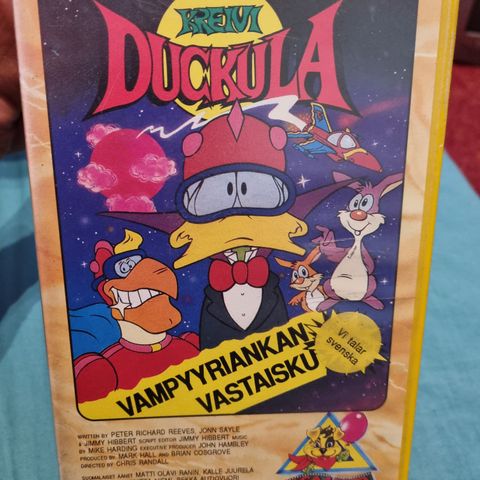 KREIVI
DUCKULA
VAMPYYRIANKAN
VASTAISKU
Vi talar
svenska
WRITTEN BY PETER RICHARD REEVES, JONN SAYLE
& JIMMY HIBBERT SCRIPT EDITOR JIMMY HIBBERT MUSIC
BY MIKE HARDING EXECUTIVE PRODUCER JOHN HAMBLEY
PRODUCED BY MARK HALL AND BRIAN COSGROVE
DIRECTED BY CHRIS RANDALL
SUOMALAISET ÄÄNET MATTI OLAVI RANIN, KALLE JUURELA